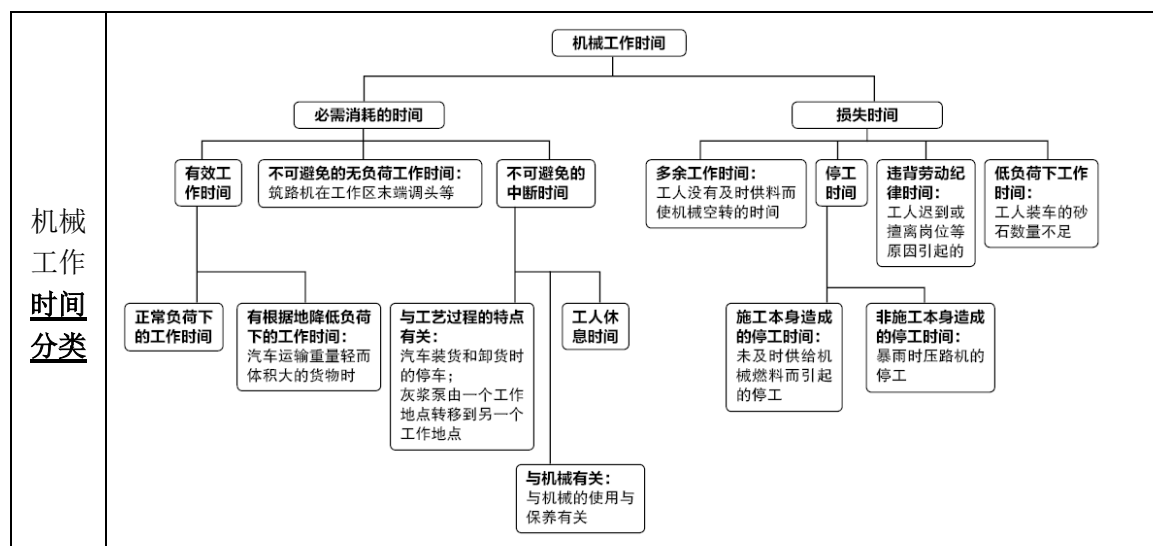 机械
工作
时间
分类
机械工作时间
必需消耗的时间
损失时间
有效工
作时间
不可避免的无负荷工作时间：
筑路机在工作区末端调头等
不可避免的
中断时间
多余工作时间：
工人没有及时供料而
使机械空转的时间
停工
时间
违背劳动纪
律时间：
工人迟到或
擅离岗位等
原因引起的
低负荷下工作
时间：
工人装车的砂
石数量不足
正常负荷下
的工作时间
有根据地降低负荷
下的工作时间：
汽车运输重量轻而
体积大的货物时
与工艺过程的特点
有关：
汽车装货和卸货时
的停车；
灰浆泵由一个工作
地点转移到另一个
工作地点
工人休
息时间
施工本身造成
的停工时间：
未及时供给机
械燃料而引起
的停工
非施工本身造成
的停工时间：
暴雨时压路机的
停工
与机械有关：
与机械的使用与
保养有关